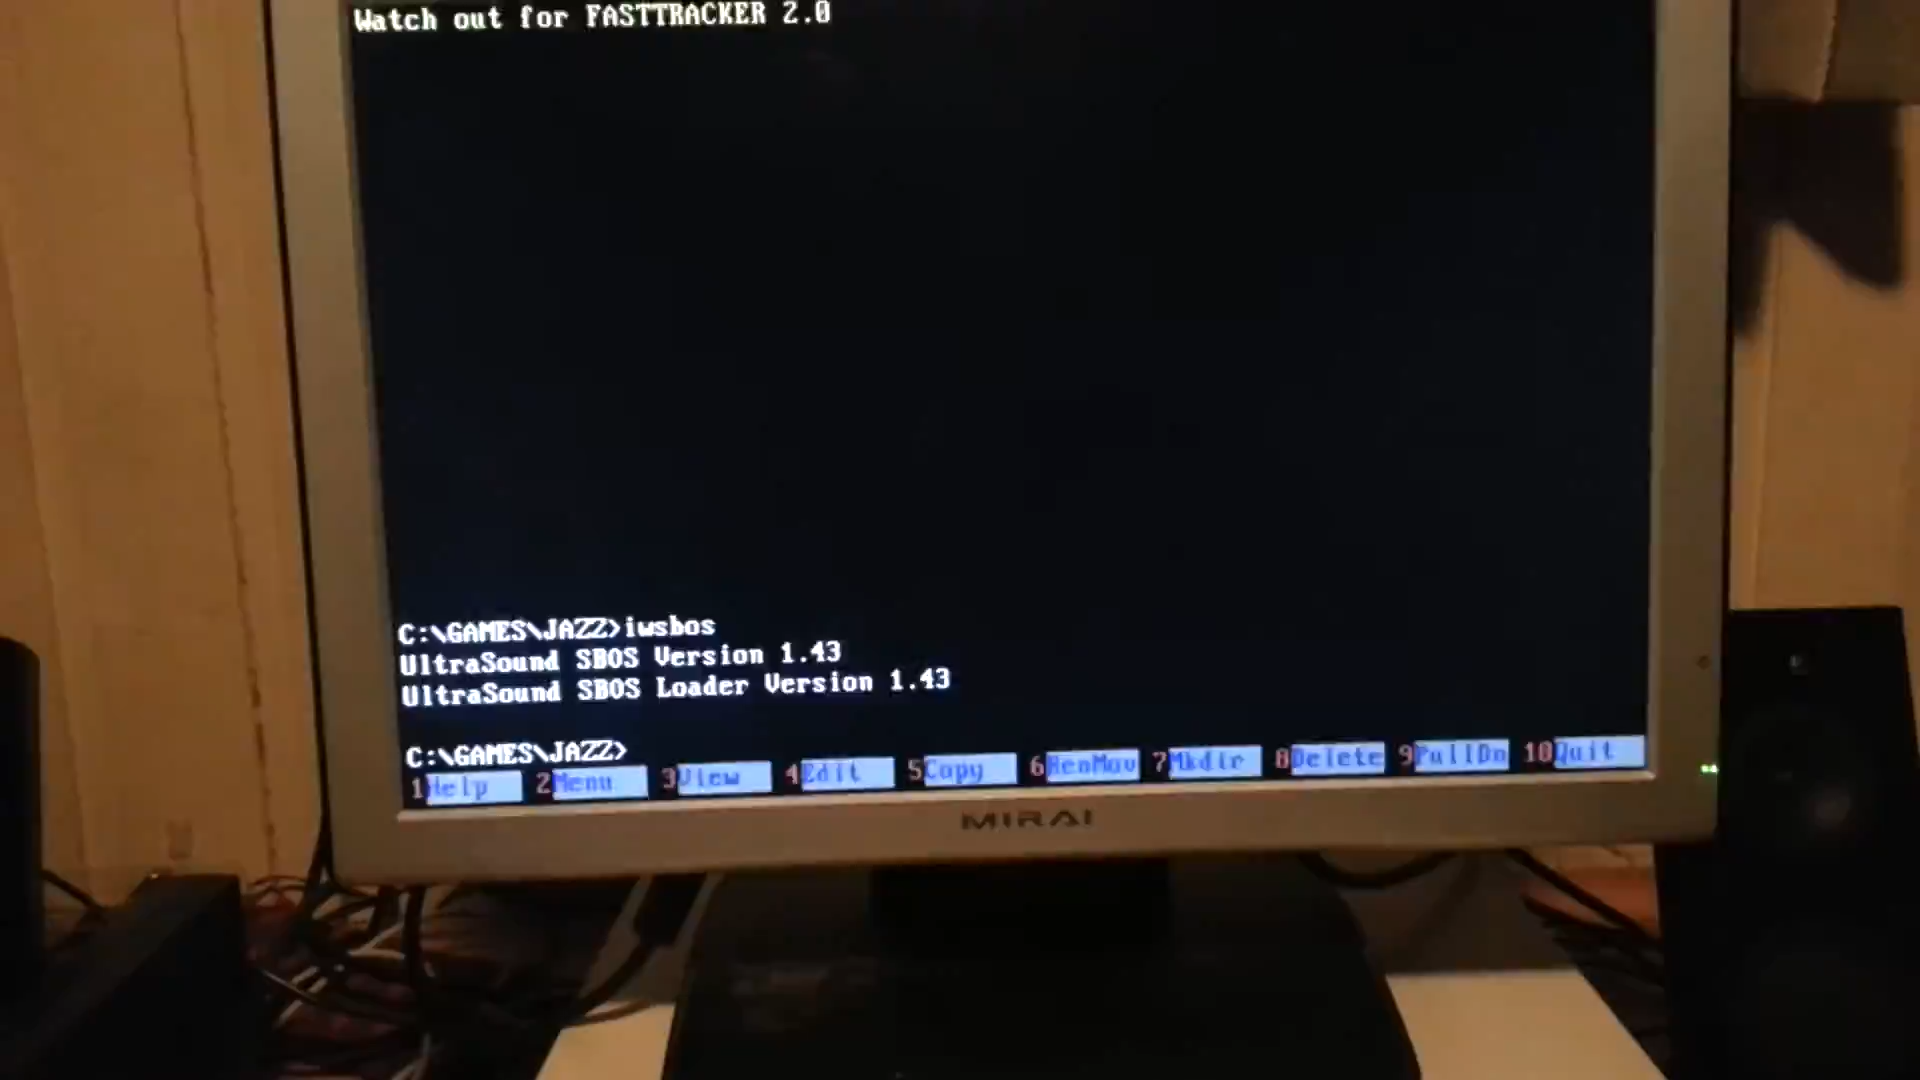 Watch out for FASTTRACKER 2.0
C:\GAMES\JAZZ>iwsbos
UltraSound SBOS Version 1.43
UltraSound SBOS Loader Version 1.43
C:\GAMES\JAZZ>
1Help 2Menu 3View 4Edit 5Copy 6RenMov 7Mkdir 8Delete 9PullDn 10Quit
MIRAI